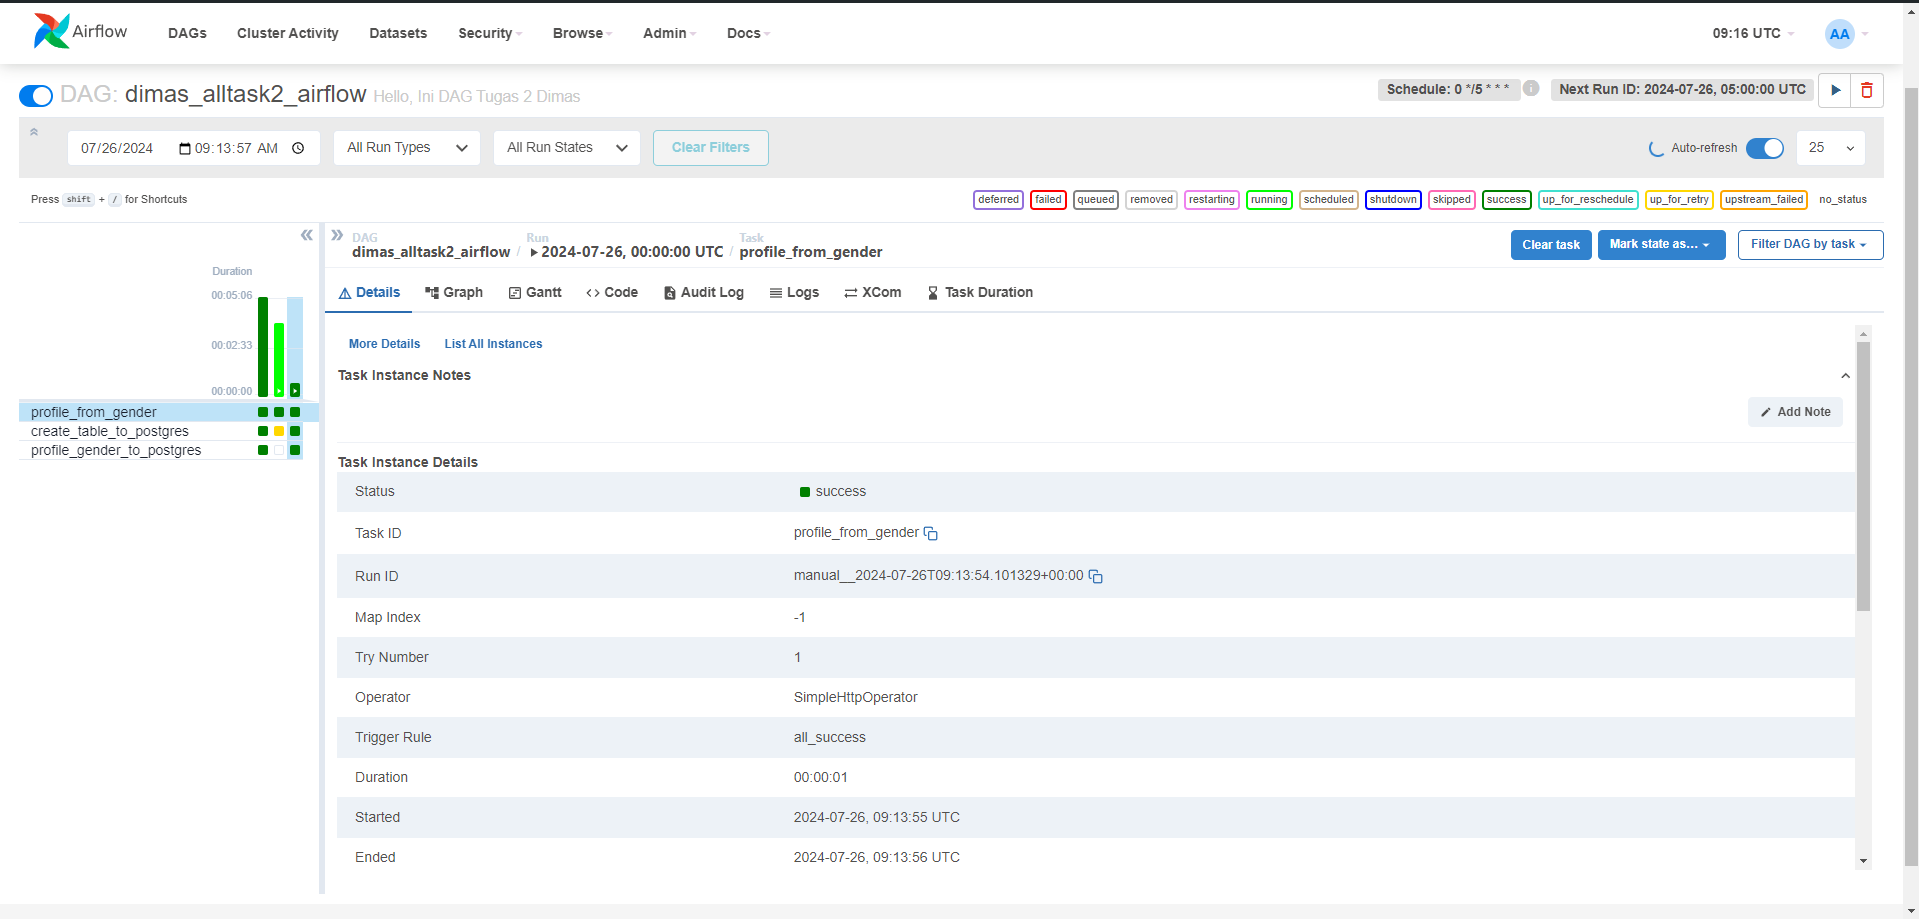 Airflow DAGs Cluster Activity Datasets Security Browse Admin Docs 09:16 UTC AA
DAG: dimas_alltask2_airflow Hello, Ini DAG Tugas 2 Dimas Schedule: 0 */5 * * * Next Run ID: 2024-07-26, 05:00:00 UTC
07/26/2024 09:13:57 AM All Run Types All Run States Clear Filters Auto-refresh 25
Press shift + / for Shortcuts deferred failed queued removed restarting running scheduled shutdown skipped success up_for_reschedule up_for_retry upstream_failed no_status
Duration
00:05:06
00:02:33
00:00:00
profile_from_gender
create_table_to_postgres
profile_gender_to_postgres
DAG Run Task
dimas_alltask2_airflow / 2024-07-26, 00:00:00 UTC / profile_from_gender Clear task Mark state as... Filter DAG by task
Details Graph Gantt Code Audit Log Logs XCom Task Duration
More Details List All Instances
Task Instance Notes
Add Note
Task Instance Details
Status success
Task ID profile_from_gender
Run ID manual__2024-07-26T09:13:54.101329+00:00
Map Index -1
Try Number 1
Operator SimpleHttpOperator
Trigger Rule all_success
Duration 00:00:01
Started 2024-07-26, 09:13:55 UTC
Ended 2024-07-26, 09:13:56 UTC